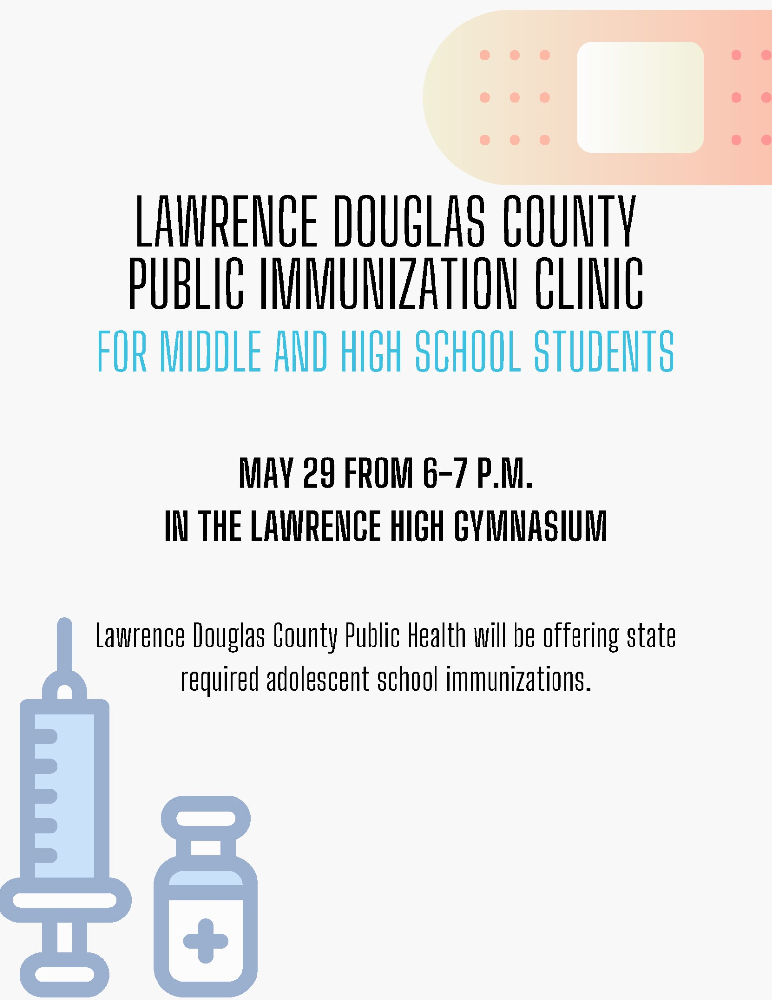 LAWRENCE DOUGLAS COUNTY
PUBLIC IMMUNIZATION CLINIC
FOR MIDDLE AND HIGH SCHOOL STUDENTS
MAY 29 FROM 6-7 P.M.
IN THE LAWRENCE HIGH GYMNASIUM
Lawrence Douglas County Public Health will be offering state
required adolescent school immunizations.